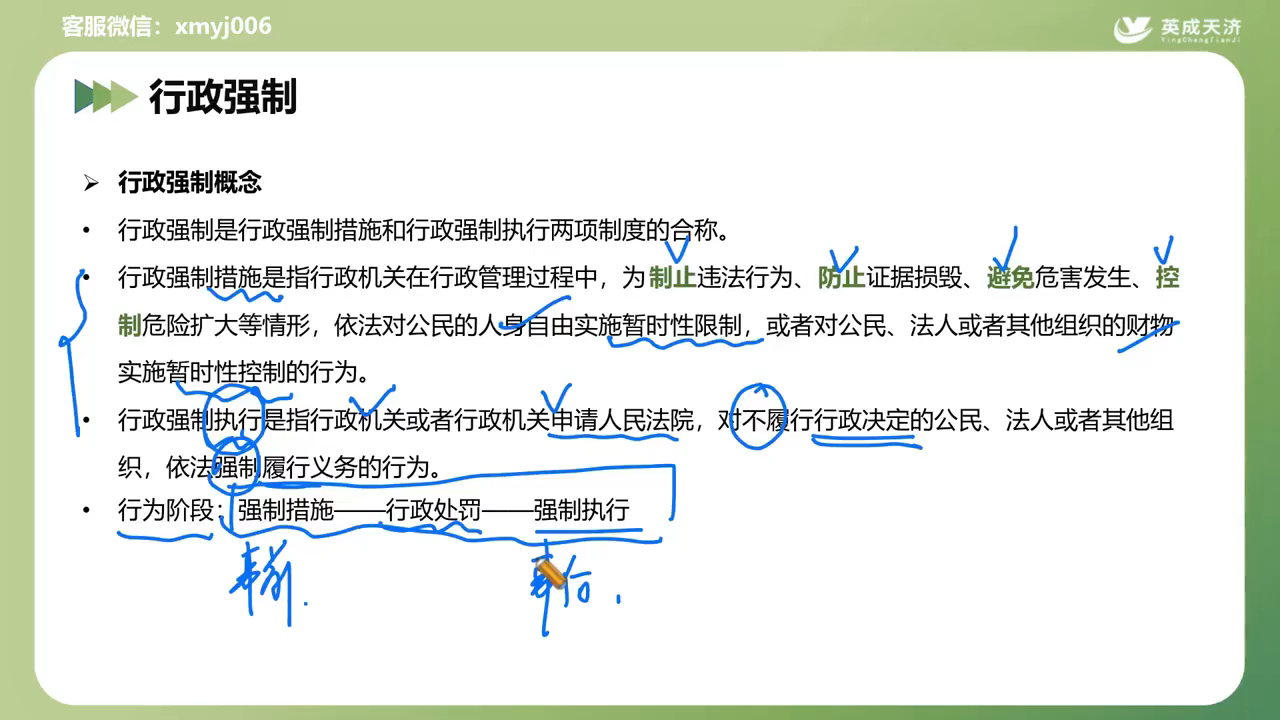 客服微信：xmyj006
英成天济
YingChengTianDi
行政强制
行政强制概念
行政强制是行政强制措施和行政强制执行两项制度的合称。
行政强制措施是指行政机关在行政管理过程中，为制止违法行为、防止证据损毁、避免危害发生、控
制危险扩大等情形，依法对公民的人身自由实施暂时性限制，或者对公民、法人或者其他组织的财物
实施暂时性控制的行为。
行政强制执行是指行政机关或者行政机关申请人民法院，对不履行行政决定的公民、法人或者其他组
织，依法强制履行义务的行为。
行为阶段：强制措施——行政处罚——强制执行
事前.
事后.